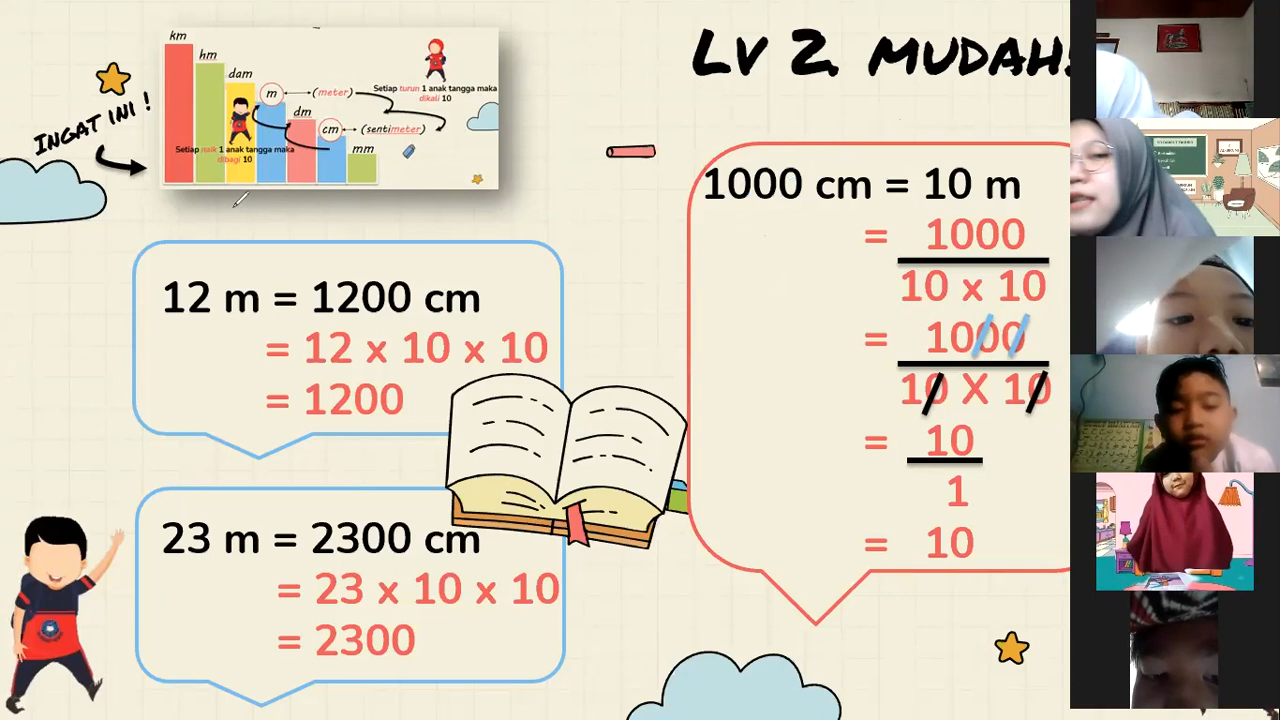 km
hm
dam
m
(meter)
dm
cm
(sentimeter)
mm
Setiap turun 1 anak tangga maka
dikali 10
Setiap naik 1 anak tangga maka
dibagi 10
INGAT INI !
LV 2 MUDAH!
12 m = 1200 cm
= 12 x 10 x 10
= 1200
23 m = 2300 cm
= 23 x 10 x 10
= 2300
1000 cm = 10 m
= 1000
10 x 10
= 1000
10 X 10
= 10
1
= 10